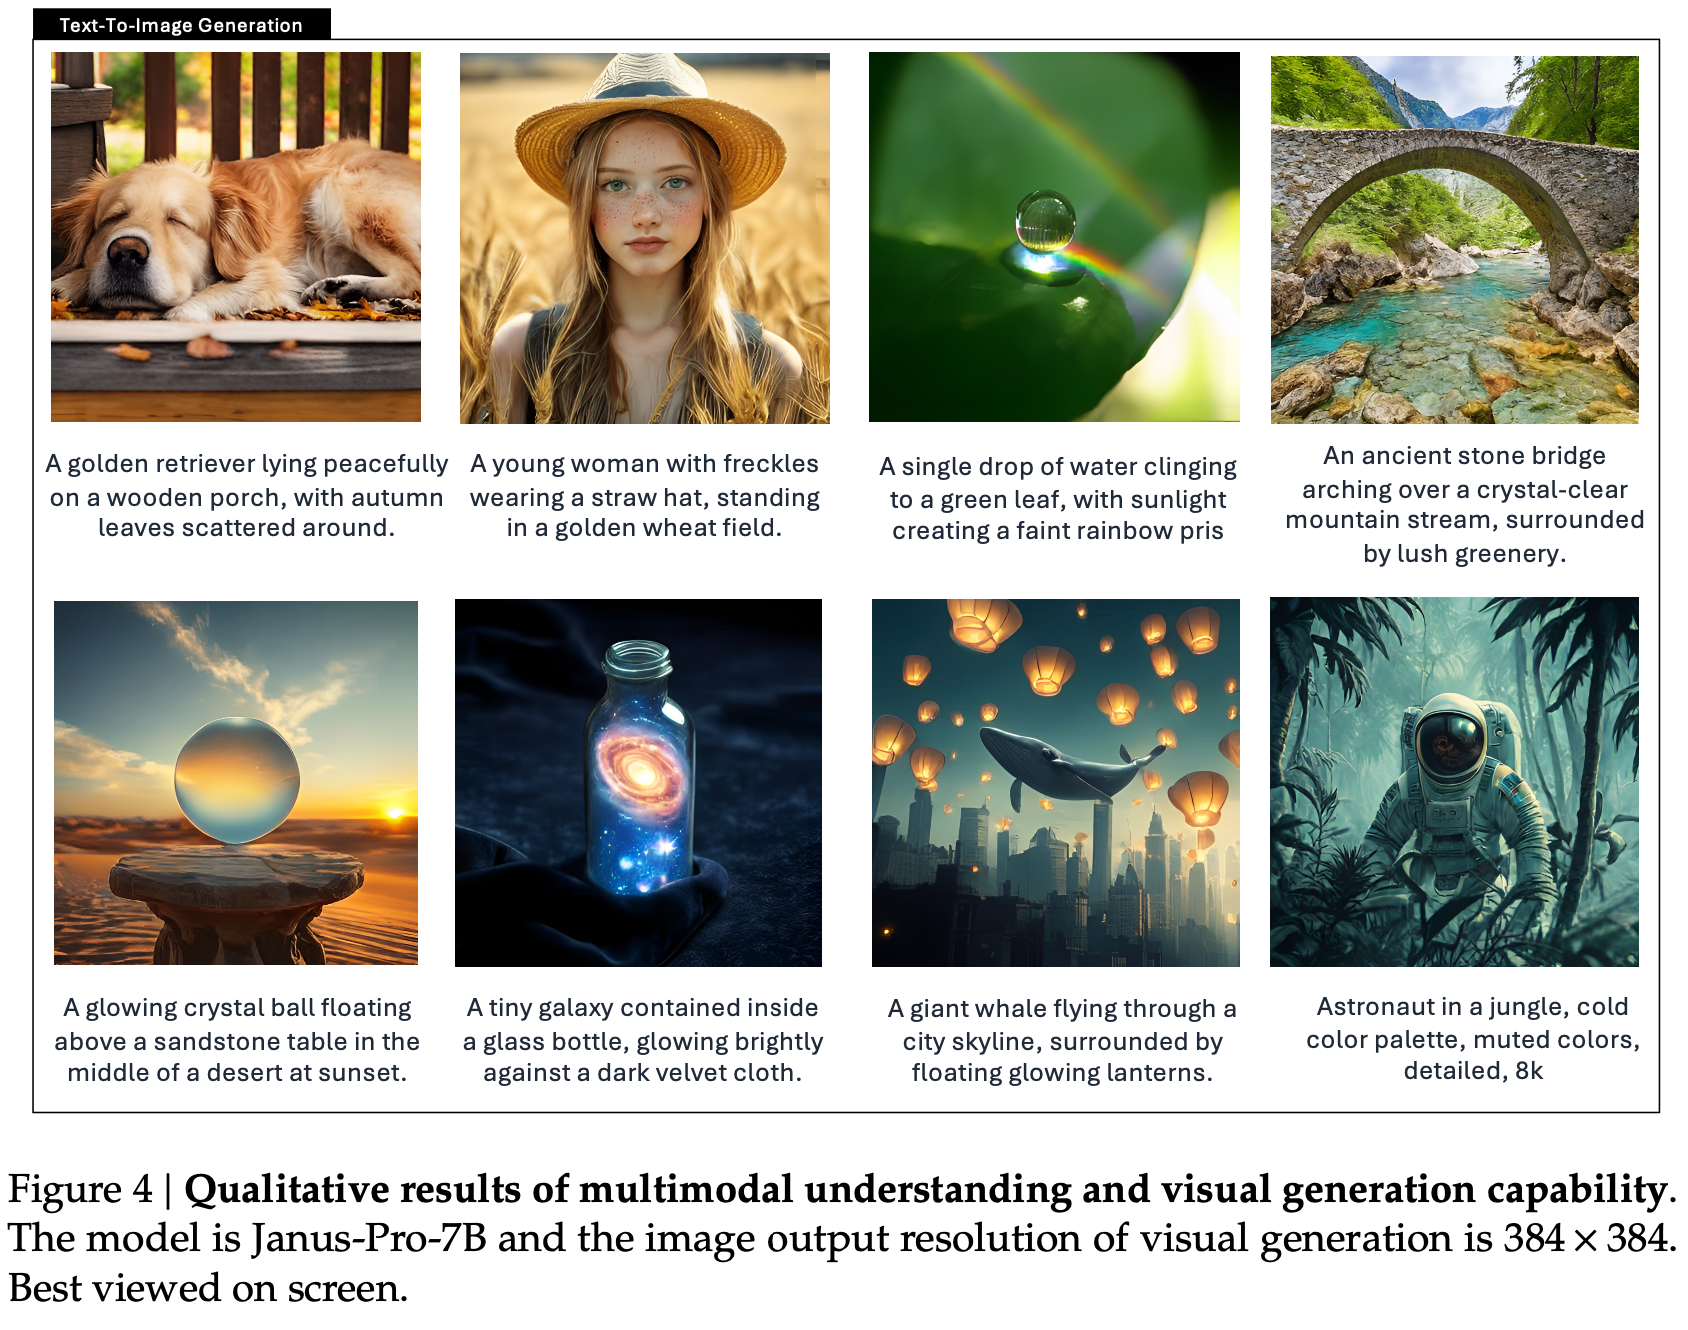 Text-To-Image Generation
A golden retriever lying peacefully
on a wooden porch, with autumn
leaves scattered around.
A young woman with freckles
wearing a straw hat, standing
in a golden wheat field.
A single drop of water clinging
to a green leaf, with sunlight
creating a faint rainbow pris
An ancient stone bridge
arching over a crystal-clear
mountain stream, surrounded
by lush greenery.
A glowing crystal ball floating
above a sandstone table in the
middle of a desert at sunset.
A tiny galaxy contained inside
a glass bottle, glowing brightly
against a dark velvet cloth.
A giant whale flying through a
city skyline, surrounded by
floating glowing lanterns.
Astronaut in a jungle, cold
color palette, muted colors,
detailed, 8k
Figure 4 | Qualitative results of multimodal understanding and visual generation capability.
The model is Janus-Pro-7B and the image output resolution of visual generation is 384 × 384.
Best viewed on screen.